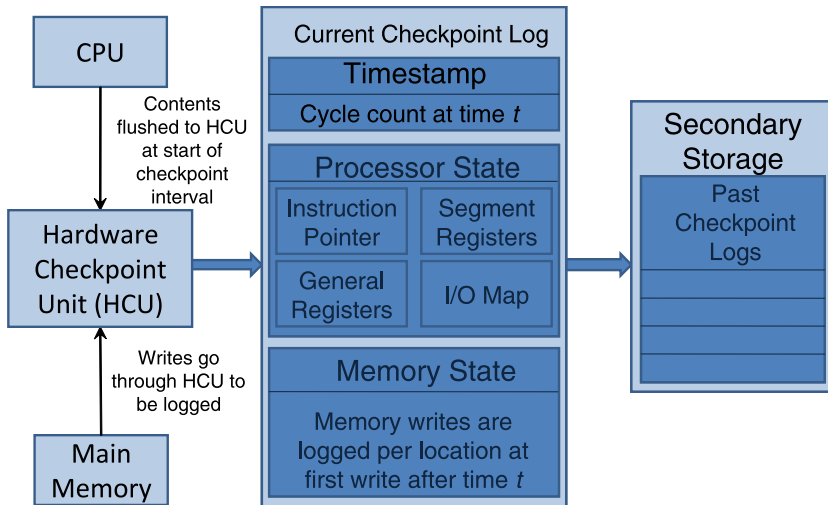 CPU
Contents
flushed to HCU
at start of
checkpoint
interval
Hardware
Checkpoint
Unit (HCU)
Writes go
through HCU to
be logged
Main
Memory
Current Checkpoint Log
Timestamp
Cycle count at time t
Processor State
Instruction
Pointer
Segment
Registers
General
Registers
I/O Map
Memory State
Memory writes are
logged per location at
first write after time t
Secondary
Storage
Past
Checkpoint
Logs